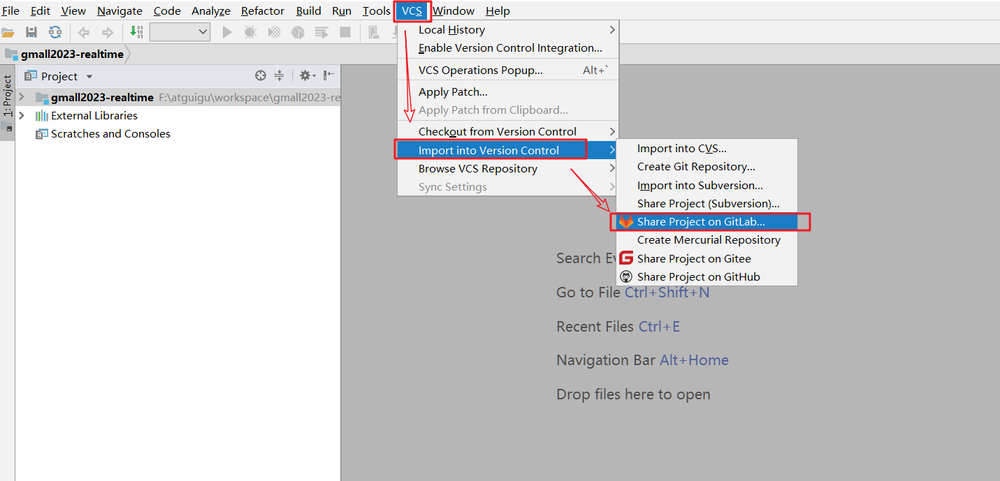 File Edit View Navigate Code Analyze Refactor Build Run Tools VCS Window Help
gmall2023-realtime
Project
1: Project
gmall2023-realtime F:\atguigu\workspace\gmall2023-re
External Libraries
Scratches and Consoles
Local History
Enable Version Control Integration...
VCS Operations Popup... Alt+`
Apply Patch...
Apply Patch from Clipboard...
Checkout from Version Control
Import into Version Control
Browse VCS Repository
Sync Settings
Import into CVS...
Create Git Repository...
Import into Subversion...
Share Project (Subversion)...
Share Project on GitLab...
Create Mercurial Repository
Share Project on Gitee
Share Project on GitHub
Search Ev
Go to File Ctrl+Shift+N
Recent Files Ctrl+E
Navigation Bar Alt+Home
Drop files here to open